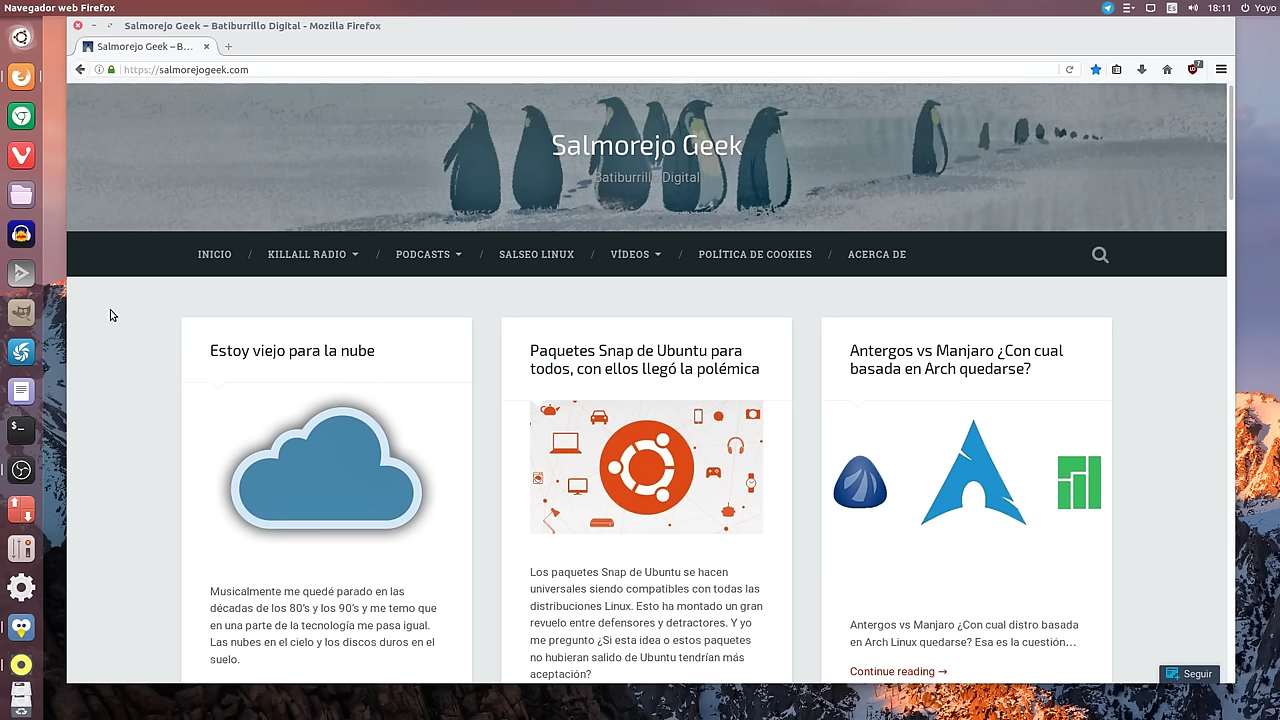 Navegador web Firefox
Es
18:11
Yoyo
Salmorejo Geek – Batiburrillo Digital - Mozilla Firefox
Salmorejo Geek – B…
https://salmorejogeek.com
7
Salmorejo Geek
Batiburrillo Digital
INICIO / KILLALL RADIO / PODCASTS / SALSEO LINUX / VÍDEOS / POLÍTICA DE COOKIES / ACERCA DE
Estoy viejo para la nube
Musicalmente me quedé parado en las
décadas de los 80's y los 90's y me temo que
en una parte de la tecnología me pasa igual.
Las nubes en el cielo y los discos duros en el
suelo.
Paquetes Snap de Ubuntu para
todos, con ellos llegó la polémica
Los paquetes Snap de Ubuntu se hacen
universales siendo compatibles con todas las
distribuciones Linux. Esto ha montado un gran
revuelo entre defensores y detractores. Y yo
me pregunto ¿Si esta idea o estos paquetes
no hubieran salido de Ubuntu tendrían más
aceptación?
Antergos vs Manjaro ¿Con cual
basada en Arch quedarse?
Antergos vs Manjaro ¿Con cual distro basada
en Arch Linux quedarse? Esa es la cuestión…
Continue reading →
Seguir